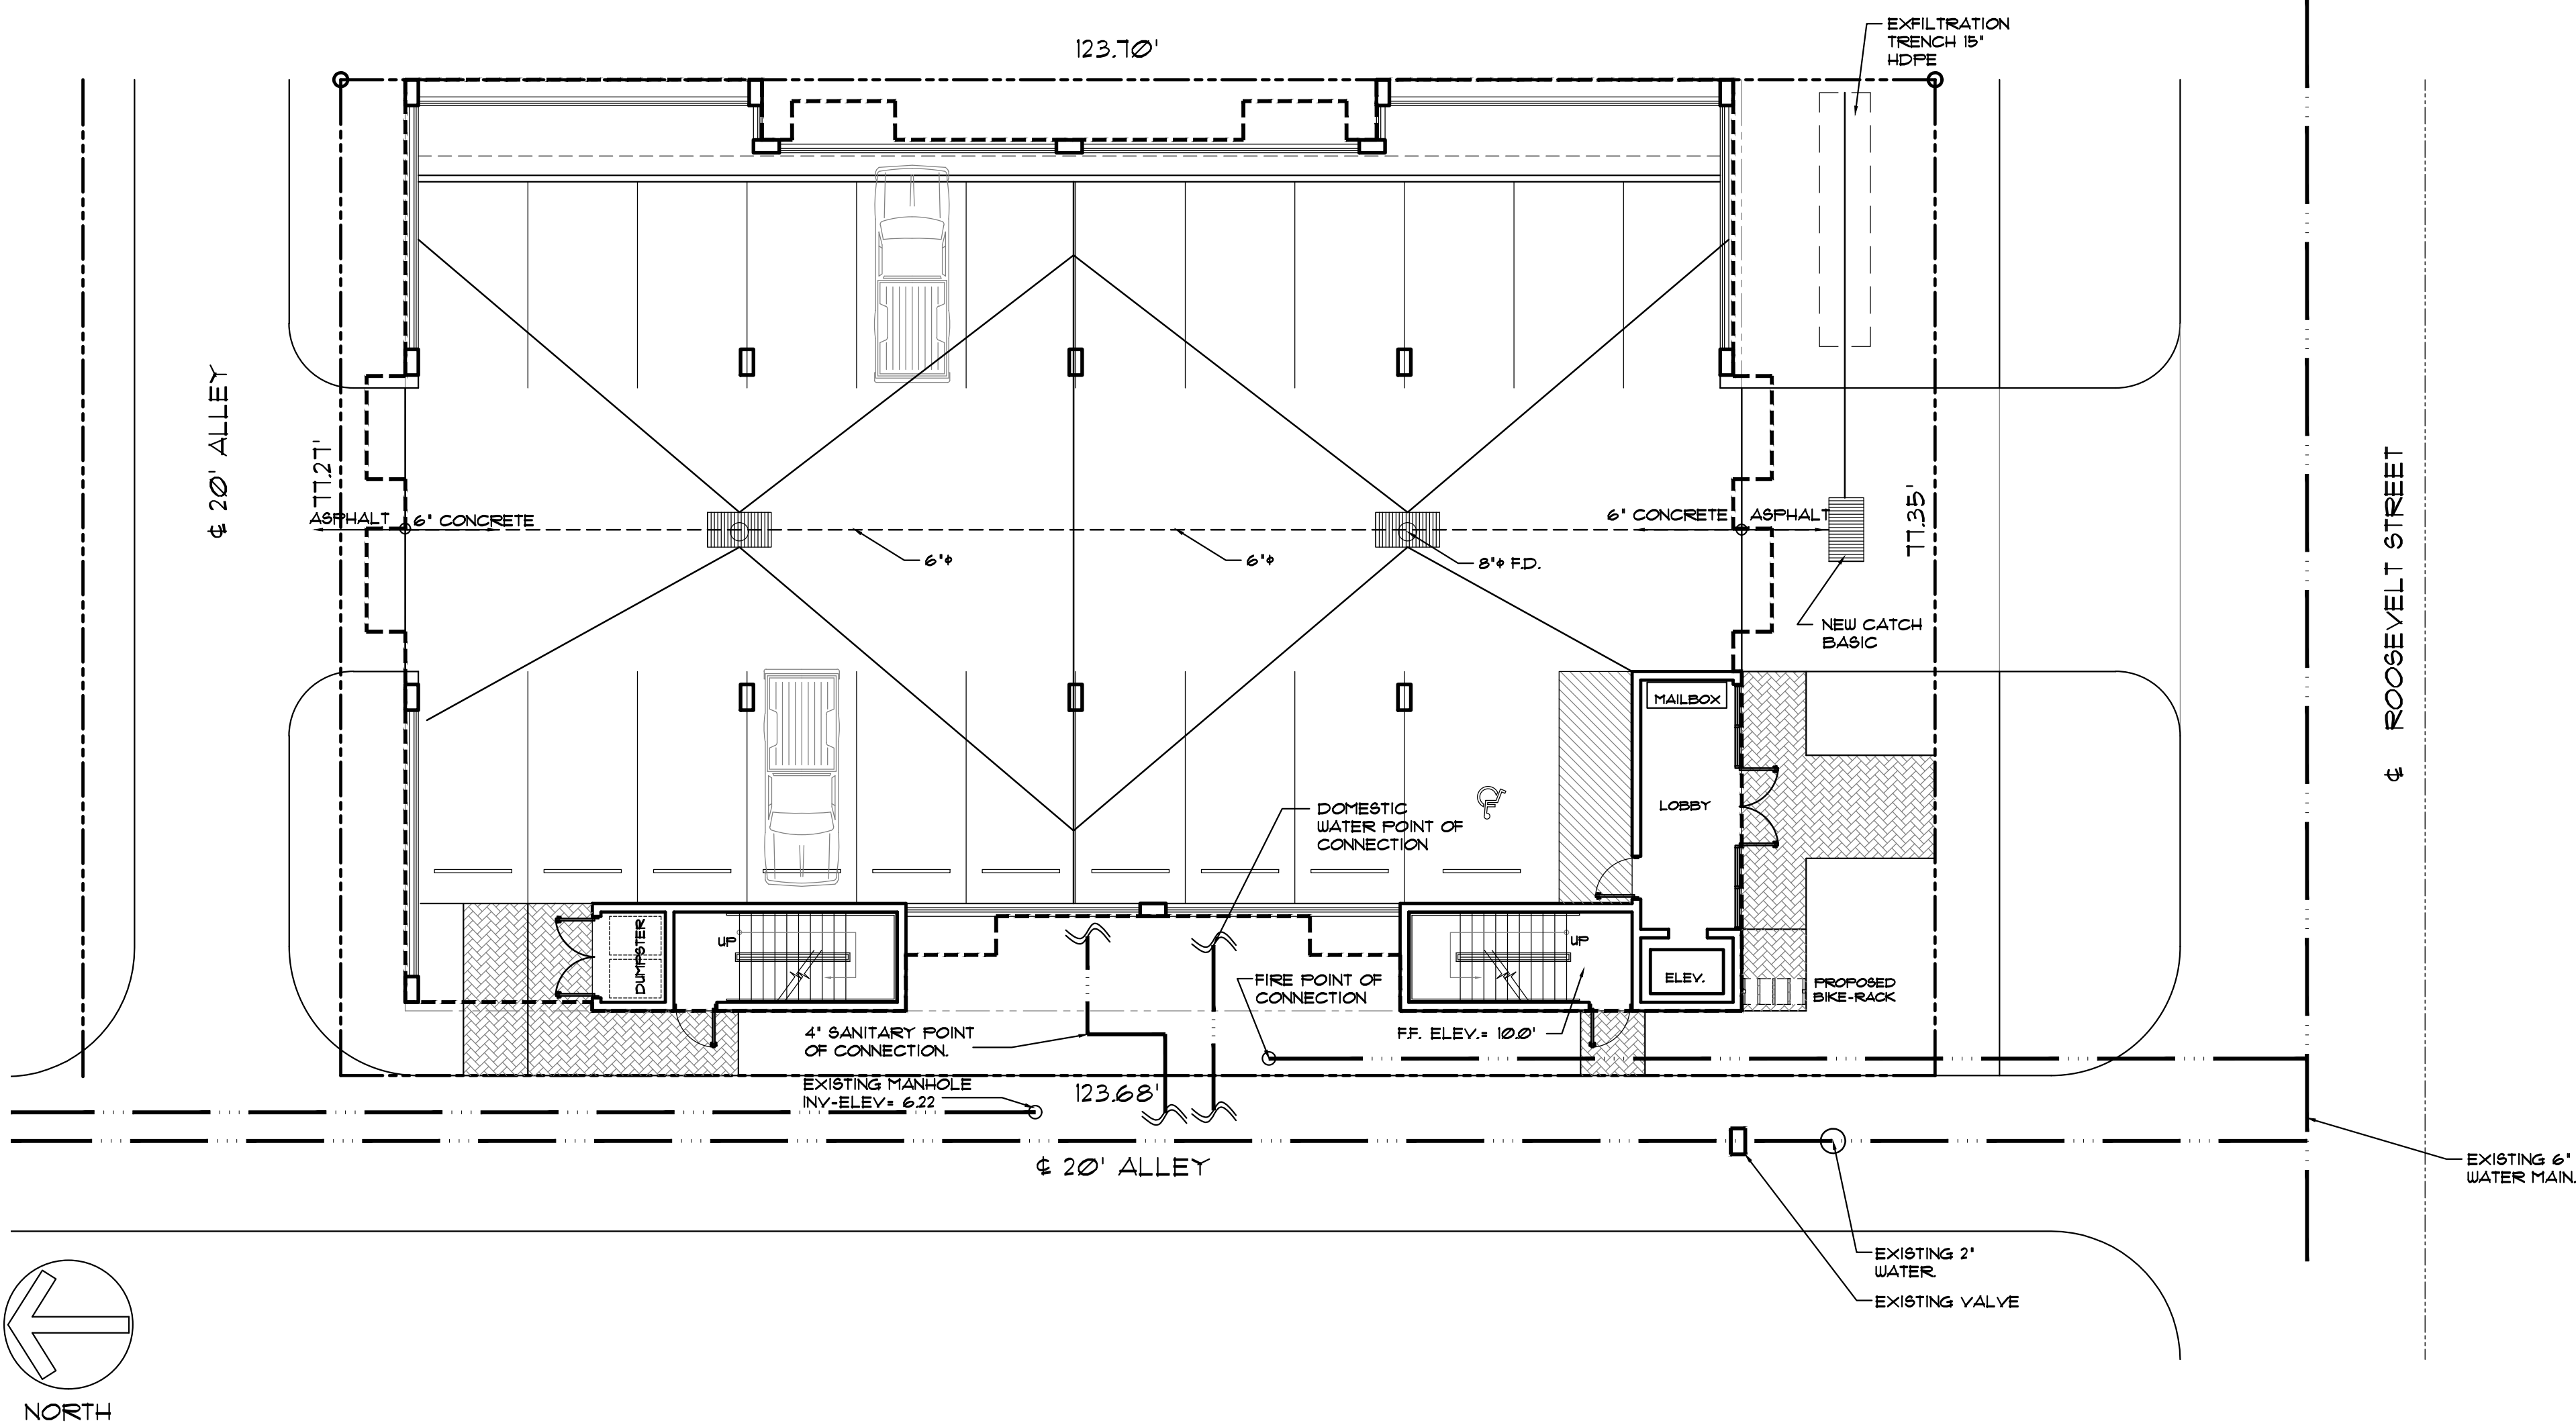 123.70'
EXFILTRATION
TRENCH 15"
HDPE
℄ 20' ALLEY
77.27'
ASPHALT
6" CONCRETE
6"ϕ
6"ϕ
8"ϕ F.D.
6" CONCRETE
ASPHALT
77.35'
NEW CATCH
BASIC
℄ ROOSEVELT STREET
MAILBOX
LOBBY
DOMESTIC
WATER POINT OF
CONNECTION
DUMPSTER
UP
UP
ELEV.
PROPOSED
BIKE-RACK
FIRE POINT OF
CONNECTION
4" SANITARY POINT
OF CONNECTION.
F.F. ELEV.= 10.0'
EXISTING MANHOLE
INV-ELEV= 6.22
123.68'
℄ 20' ALLEY
EXISTING 6"
WATER MAIN.
EXISTING 2"
WATER.
EXISTING VALVE
NORTH